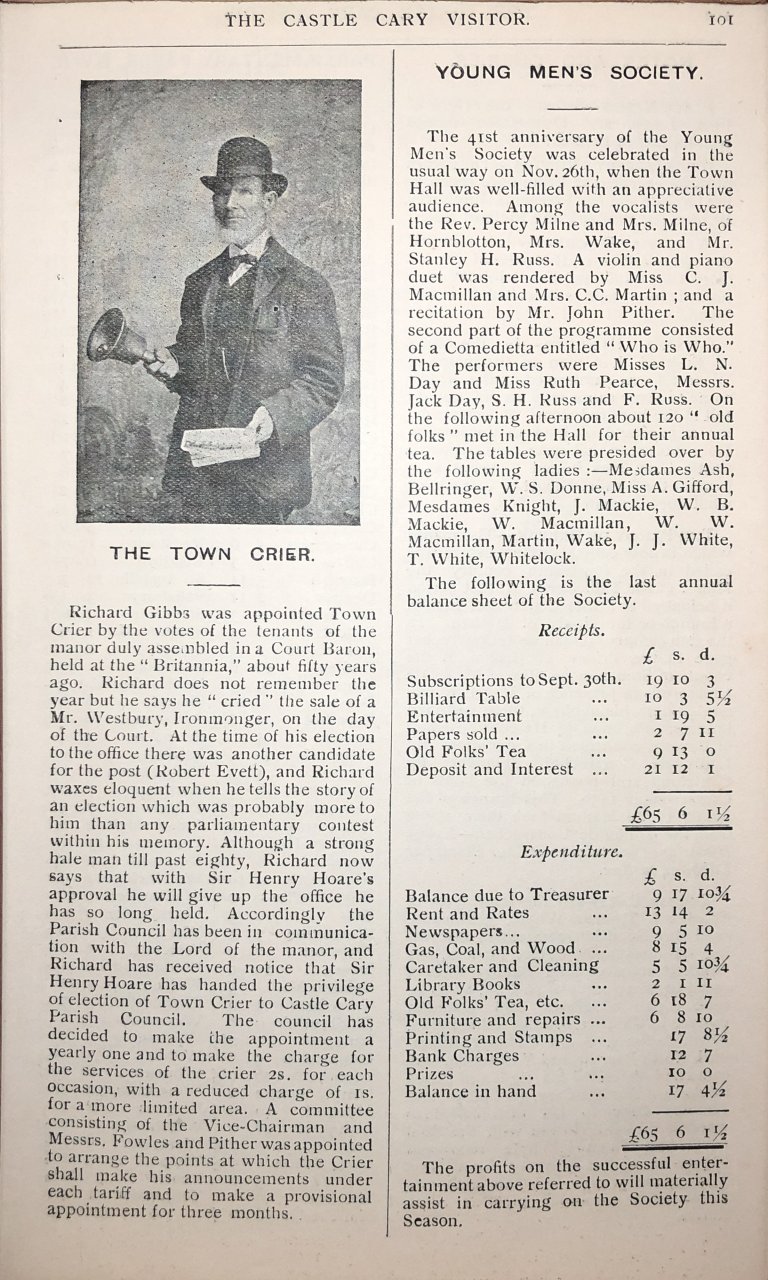 THE CASTLE CARY VISITOR.
101
THE TOWN CRIER.
Richard Gibbs was appointed Town
Crier by the votes of the tenants of the
manor duly assembled in a Court Baron,
held at the “ Britannia,” about fifty years
ago. Richard does not remember the
year but he says he “ cried ” the sale of a
Mr. Westbury, Ironmonger, on the day
of the Court. At the time of his election
to the office there was another candidate
for the post (Robert Evett), and Richard
waxes eloquent when he tells the story of
an election which was probably more to
him than any parliamentary contest
within his memory. Although a strong
hale man till past eighty, Richard now
says that with Sir Henry Hoare's
approval he will give up the office he
has so long held. Accordingly the
Parish Council has been in communica-
tion with the Lord of the manor, and
Richard has received notice that Sir
Henry Hoare has handed the privilege
of election of Town Crier to Castle Cary
Parish Council. The council has
decided to make the appointment a
yearly one and to make the charge for
the services of the crier 2s. for each
occasion, with a reduced charge of 1s.
for a more limited area. A committee
consisting of the Vice-Chairman and
Messrs. Fowles and Pither was appointed
to arrange the points at which the Crier
shall make his announcements under
each tariff and to make a provisional
appointment for three months.
YOUNG MEN'S SOCIETY.
The 41st anniversary of the Young
Men's Society was celebrated in the
usual way on Nov. 26th, when the Town
Hall was well-filled with an appreciative
audience. Among the vocalists were
the Rev. Percy Milne and Mrs. Milne, of
Hornblotton, Mrs. Wake, and Mr.
Stanley H. Russ. A violin and piano
duet was rendered by Miss C. J.
Macmillan and Mrs. C.C. Martin ; and a
recitation by Mr. John Pither. The
second part of the programme consisted
of a Comedietta entitled “ Who is Who.”
The performers were Misses L. N.
Day and Miss Ruth Pearce, Messrs.
Jack Day, S. H. Russ and F. Russ. On
the following afternoon about 120 “ old
folks ” met in the Hall for their annual
tea. The tables were presided over by
the following ladies :—Mesdames Ash,
Bellringer, W. S. Donne, Miss A. Gifford,
Mesdames Knight, J. Mackie, W. B.
Mackie, W. Macmillan, W. W.
Macmillan, Martin, Wake, J. J. White,
T. White, Whitelock.
The following is the last annual
balance sheet of the Society.
Receipts.
£ s. d.
Subscriptions to Sept. 30th. 19 10 3
Billiard Table ... 10 3 5½
Entertainment ... 1 19 5
Papers sold ... ... 2 7 11
Old Folks' Tea ... 9 13 0
Deposit and Interest ... 21 12 1
£65 6 1½
Expenditure.
£ s. d.
Balance due to Treasurer 9 17 10¾
Rent and Rates ... 13 14 2
Newspapers... ... 9 5 10
Gas, Coal, and Wood ... 8 15 4
Caretaker and Cleaning 5 5 10¾
Library Books ... 2 1 11
Old Folks' Tea, etc. ... 6 18 7
Furniture and repairs ... 6 8 10
Printing and Stamps ... 17 8½
Bank Charges ... 12 7
Prizes ... ... 10 0
Balance in hand ... 17 4½
£65 6 1½
The profits on the successful enter-
tainment above referred to will materially
assist in carrying on the Society this
Season.